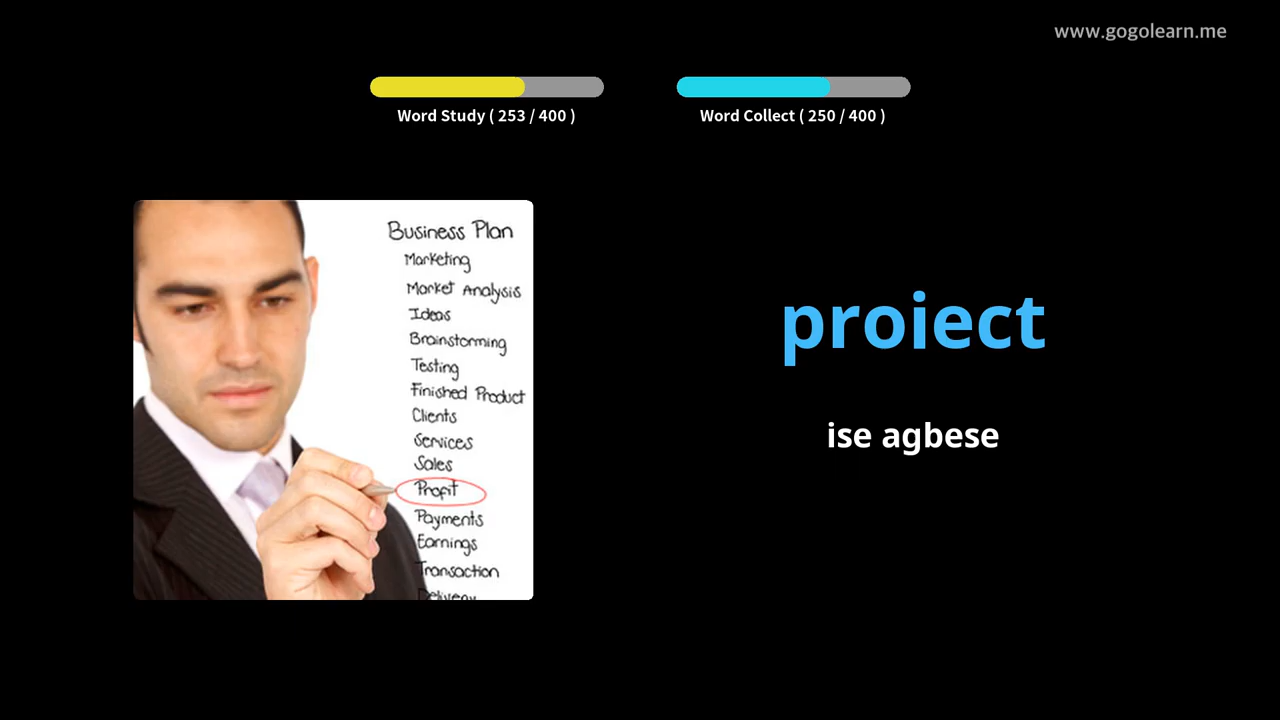 www.gogolearn.me
Word Study ( 253 / 400 )
Word Collect ( 250 / 400 )
Business Plan
Marketing
Market Analysis
Ideas
Brainstorming
Testing
Finished Product
Clients
Services
Sales
Profit
Payments
Earnings
Transaction
Delivery
proiect
ise agbese